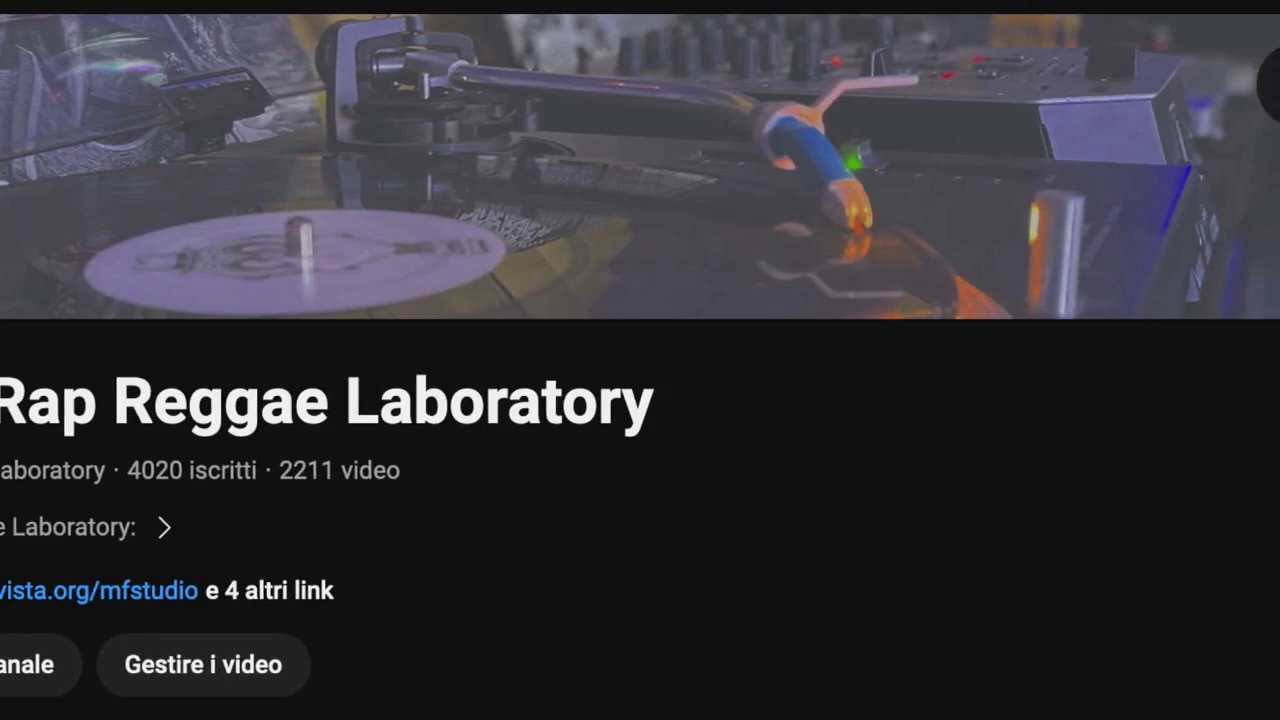 Rap Reggae Laboratory
aboratory · 4020 iscritti · 2211 video
e Laboratory:
vista.org/mfstudio e 4 altri link
anale
Gestire i video